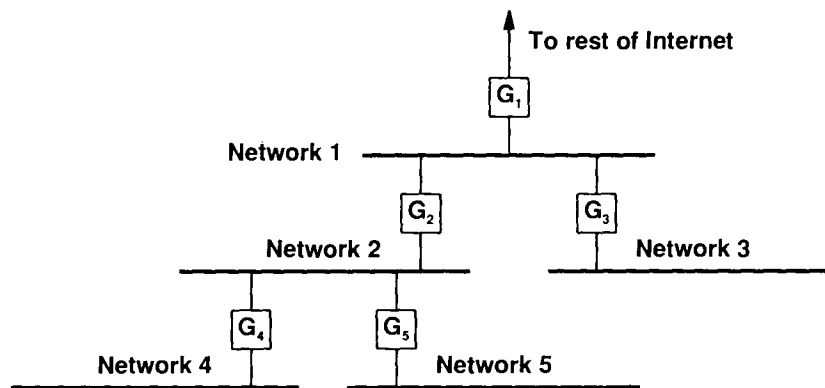 To rest of Internet
G₁
Network 1
G₂
G₃
Network 2
Network 3
G₄
G₅
Network 4
Network 5